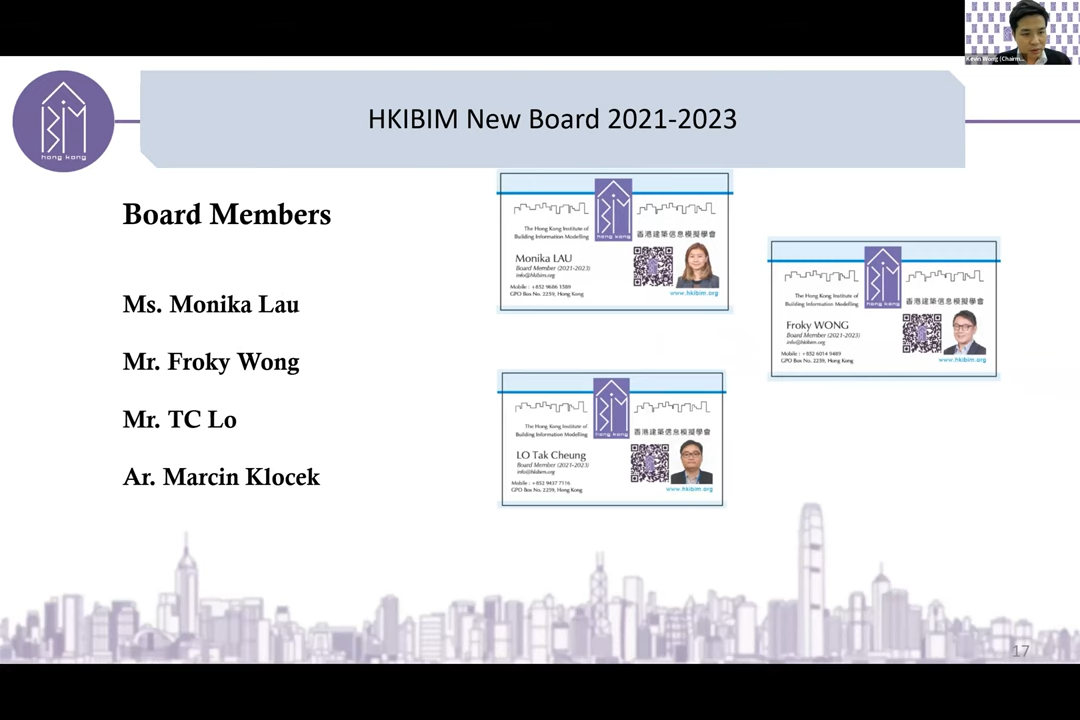 Kevin Wong (Chairm...
HKIBIM New Board 2021-2023
BIM
hong kong
Board Members
Ms. Monika Lau
Mr. Froky Wong
Mr. TC Lo
Ar. Marcin Klocek
hong kong
The Hong Kong Institute of
Building Information Modelling
香港建築信息模擬學會
Monika LAU
Board Member (2021-2023)
info@hkibim.org
Mobile : +852 9686 1589
GPO Box No. 2259, Hong Kong
www.hkibim.org
hong kong
The Hong Kong Institute of
Building Information Modelling
香港建築信息模擬學會
Froky WONG
Board Member (2021-2023)
info@hkibim.org
Mobile : +852 6014 9489
GPO Box No. 2259, Hong Kong
www.hkibim.org
hong kong
The Hong Kong Institute of
Building Information Modelling
香港建築信息模擬學會
LO Tak Cheung
Board Member (2021-2023)
info@hkibim.org
Mobile : +852 9437 7116
GPO Box No. 2259, Hong Kong
www.hkibim.org
17